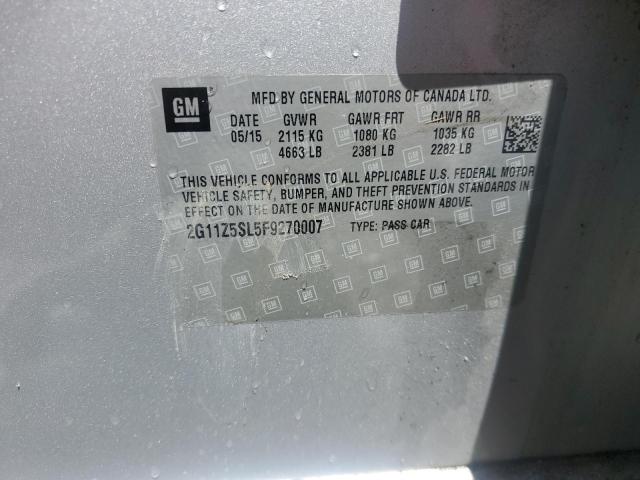 GM
MFD BY GENERAL MOTORS OF CANADA LTD.
DATE GVWR GAWR FRT GAWR RR
05/15 2115 KG 1080 KG 1035 KG
4663 LB 2381 LB 2282 LB
THIS VEHICLE CONFORMS TO ALL APPLICABLE U.S. FEDERAL MOTOR
VEHICLE SAFETY, BUMPER, AND THEFT PREVENTION STANDARDS IN
EFFECT ON THE DATE OF MANUFACTURE SHOWN ABOVE.
2G11Z5SL5F9270007 TYPE: PASS CAR